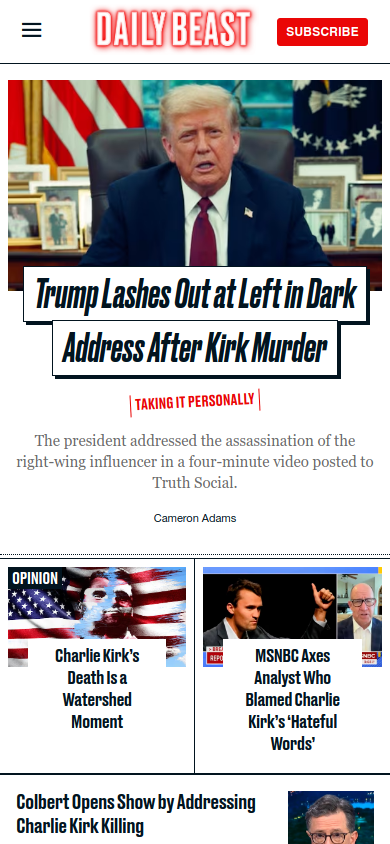 DAILY BEAST
SUBSCRIBE
Trump Lashes Out at Left in Dark
Address After Kirk Murder
TAKING IT PERSONALLY
The president addressed the assassination of the
right-wing influencer in a four-minute video posted to
Truth Social.
Cameron Adams
OPINION
Charlie Kirk’s
Death Is a
Watershed
Moment
MSNBC Axes
Analyst Who
Blamed Charlie
Kirk’s ‘Hateful
Words’
Colbert Opens Show by Addressing
Charlie Kirk Killing